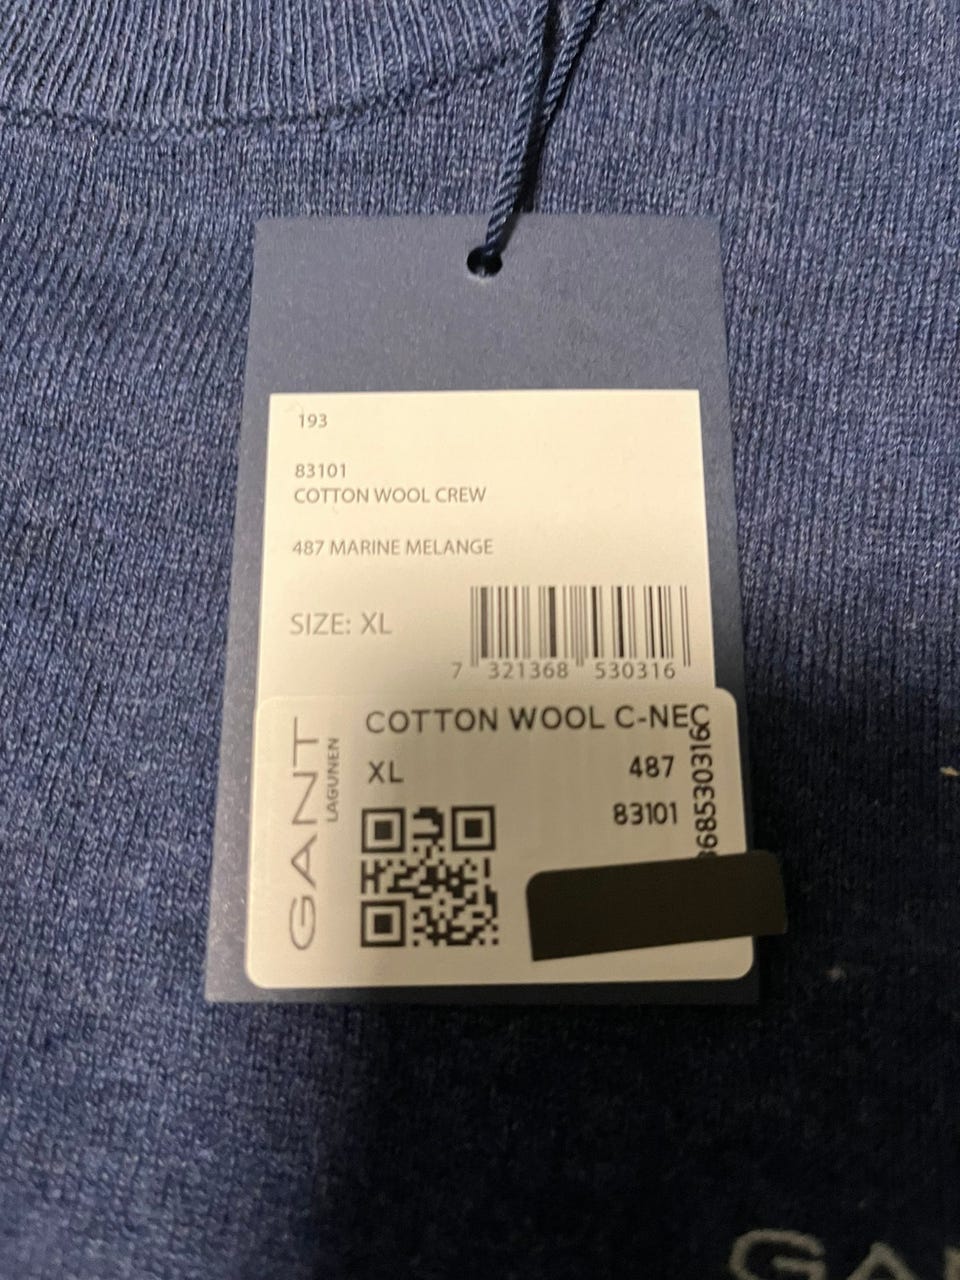 193
83101
COTTON WOOL CREW
487 MARINE MELANGE
SIZE: XL
7 321368 530316
GANT
LAGUNEN
COTTON WOOL C-NEC
XL
487
83101
68530316